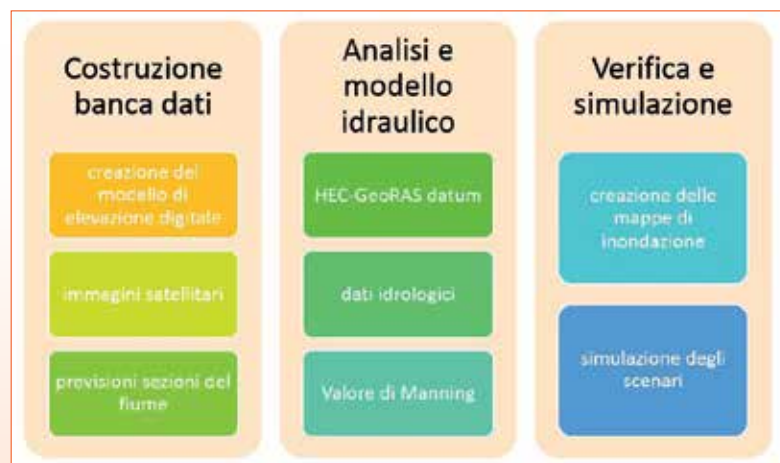 Costruzione
banca dati
creazione del
modello di
elevazione digitale
immagini satellitari
previsioni sezioni del
fiume
Analisi e
modello
idraulico
HEC-GeoRAS datum
dati idrologici
Valore di Manning
Verifica e
simulazione
creazione delle
mappe di
inondazione
simulazione degli
scenari